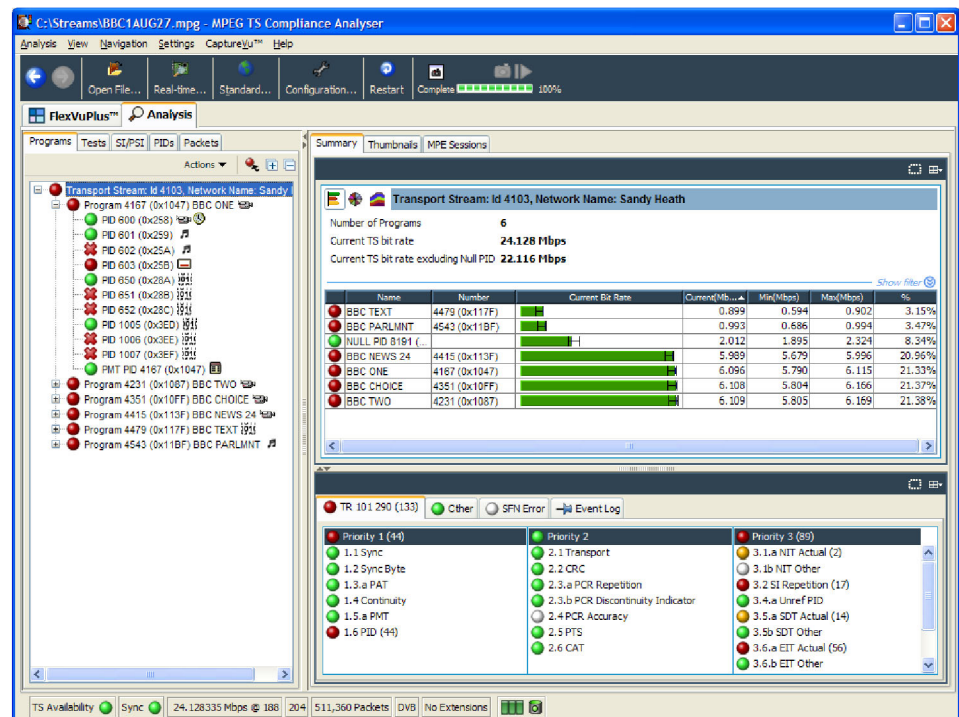 C:\Streams\BBC1AUG27.mpg - MPEG TS Compliance Analyser
Analysis View Navigation Settings CaptureVu™ Help
Open File... Real-time... Standard... Configuration... Restart Complete 100%
FlexVuPlus™ Analysis
Programs Tests SI/PSI PIDs Packets
Actions
Transport Stream: Id 4103, Network Name: Sandy
Program 4167 (0x1047) BBC ONE
PID 600 (0x258)
PID 601 (0x259)
PID 602 (0x25A)
PID 603 (0x25B)
PID 650 (0x28A)
PID 651 (0x28B)
PID 652 (0x28C)
PID 1005 (0x3ED)
PID 1006 (0x3EE)
PID 1007 (0x3EF)
PMT PID 4167 (0x1047)
Program 4231 (0x1087) BBC TWO
Program 4351 (0x10FF) BBC CHOICE
Program 4415 (0x113F) BBC NEWS 24
Program 4479 (0x117F) BBC TEXT
Program 4543 (0x11BF) BBC PARLMNT
Summary Thumbnails MPE Sessions
Transport Stream: Id 4103, Network Name: Sandy Heath
Number of Programs 6
Current TS bit rate 24.128 Mbps
Current TS bit rate excluding Null PID 22.116 Mbps
Show filter
Name Number Current Bit Rate Current(Mb... Min(Mbps) Max(Mbps) %
BBC TEXT 4479 (0x117F) 0.899 0.594 0.902 3.15%
BBC PARLMNT 4543 (0x11BF) 0.993 0.686 0.994 3.47%
NULL PID 8191 (... 2.012 1.895 2.324 8.34%
BBC NEWS 24 4415 (0x113F) 5.989 5.679 5.996 20.96%
BBC ONE 4167 (0x1047) 6.096 5.790 6.115 21.33%
BBC CHOICE 4351 (0x10FF) 6.108 5.804 6.166 21.37%
BBC TWO 4231 (0x1087) 6.109 5.805 6.169 21.38%
TR 101 290 (133) Other SFN Error Event Log
Priority 1 (44)
1.1 Sync
1.2 Sync Byte
1.3.a PAT
1.4 Continuity
1.5.a PMT
1.6 PID (44)
Priority 2
2.1 Transport
2.2 CRC
2.3.a PCR Repetition
2.3.b PCR Discontinuity Indicator
2.4 PCR Accuracy
2.5 PTS
2.6 CAT
Priority 3 (89)
3.1.a NIT Actual (2)
3.1b NIT Other
3.2 SI Repetition (17)
3.4.a Unref PID
3.5.a SDT Actual (14)
3.5b SDT Other
3.6.a EIT Actual (56)
3.6.b EIT Other
TS Availability Sync 24.128335 Mbps @ 188 204 511,360 Packets DVB No Extensions